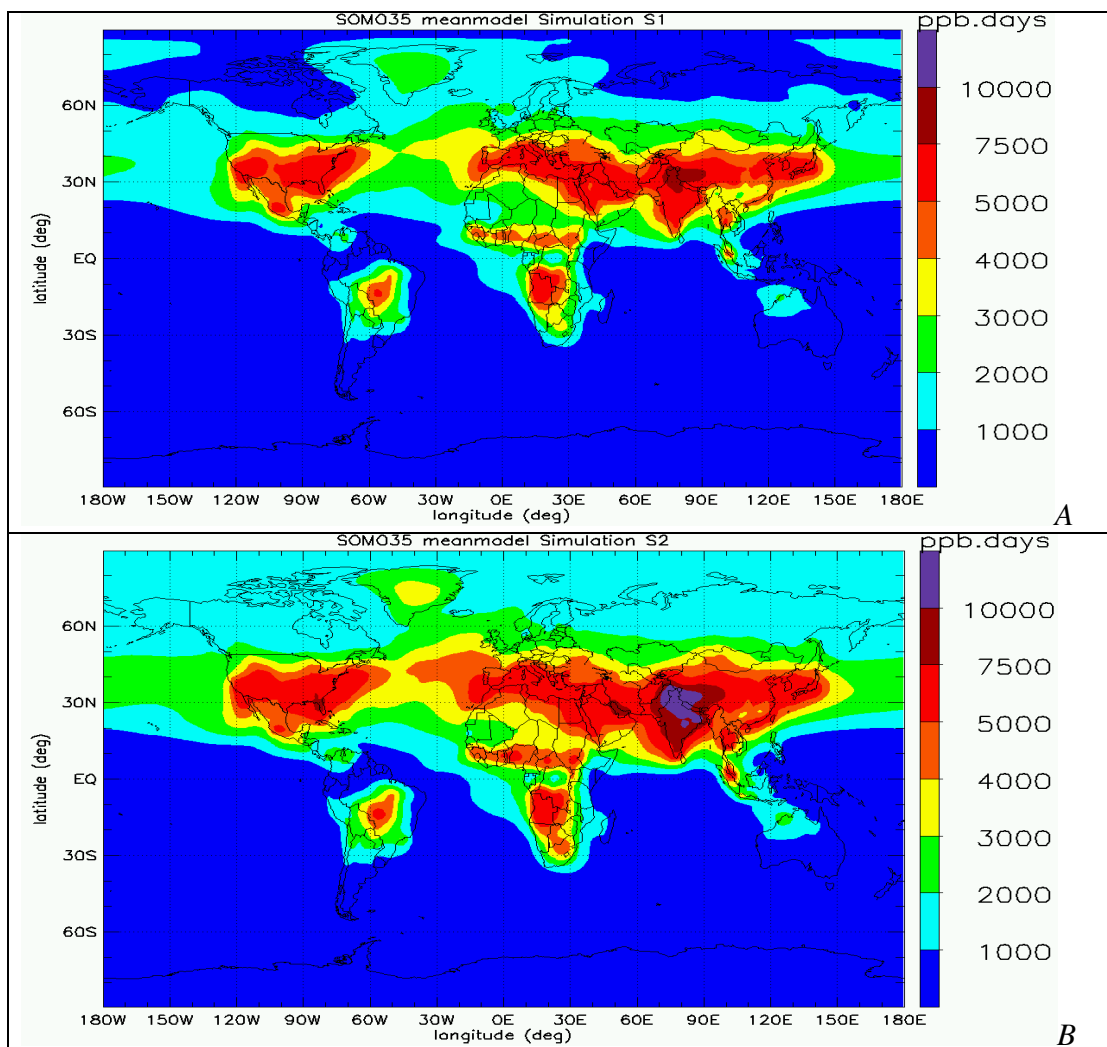 SOMO35 meanmodel Simulation S1
ppb.days
10000
7500
5000
4000
3000
2000
1000
60N
30N
EQ
30S
60S
latitude (deg)
180W 150W 120W 90W 60W 30W 0E 30E 60E 90E 120E 150E 180E
longitude (deg)
A
SOMO35 meanmodel Simulation S2
ppb.days
10000
7500
5000
4000
3000
2000
1000
60N
30N
EQ
30S
60S
latitude (deg)
180W 150W 120W 90W 60W 30W 0E 30E 60E 90E 120E 150E 180E
longitude (deg)
B